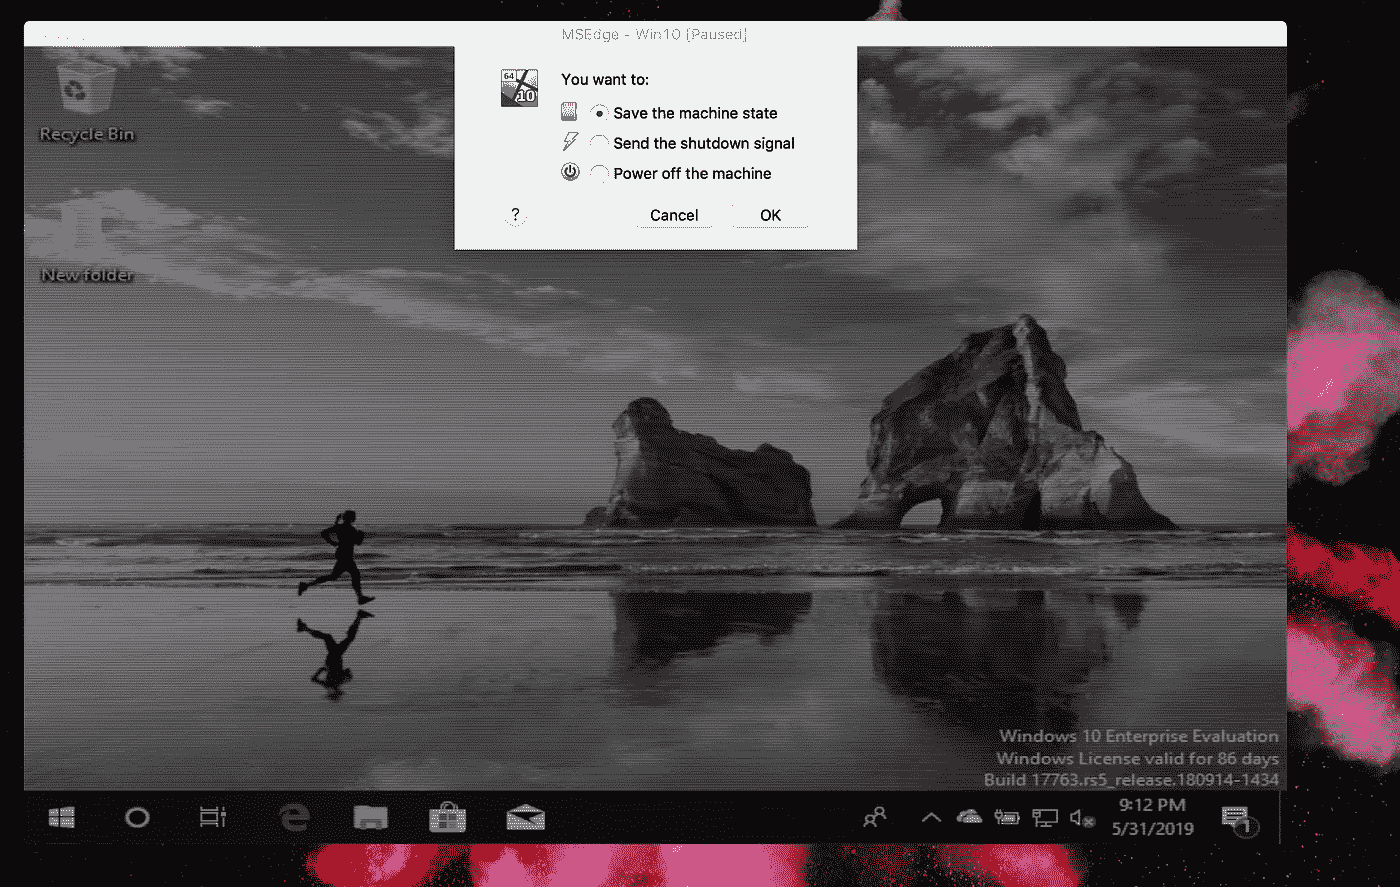 MSEdge - Win10 [Paused]
64
10
You want to:
Save the machine state
Send the shutdown signal
Power off the machine
?
Cancel
OK
Recycle Bin
New folder
Windows 10 Enterprise Evaluation
Windows License valid for 86 days
Build 17763.rs5_release.180914-1434
9:12 PM
5/31/2019
1